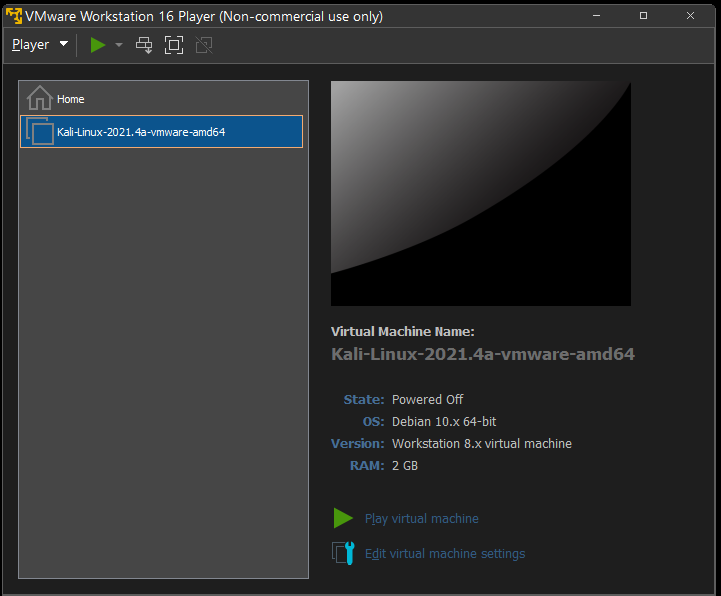 VMware Workstation 16 Player (Non-commercial use only)
Player
Home
Kali-Linux-2021.4a-vmware-amd64
Virtual Machine Name:
Kali-Linux-2021.4a-vmware-amd64
State: Powered Off
OS: Debian 10.x 64-bit
Version: Workstation 8.x virtual machine
RAM: 2 GB
Play virtual machine
Edit virtual machine settings